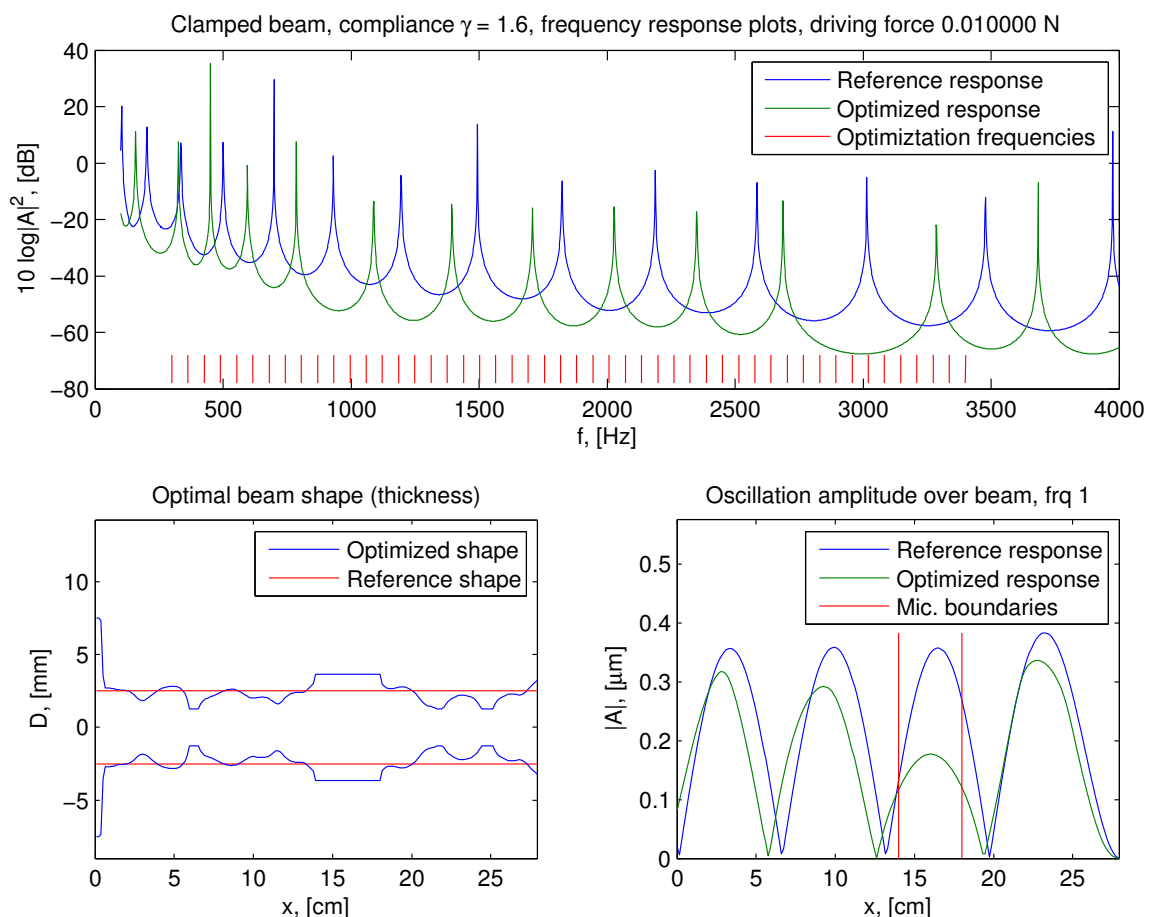 Clamped beam, compliance γ = 1.6, frequency response plots, driving force 0.010000 N
40
20
0
−20
−40
−60
−80
10 log|A|², [dB]
Reference response
Optimized response
Optimiztation frequencies
0 500 1000 1500 2000 2500 3000 3500 4000
f, [Hz]
Optimal beam shape (thickness)
10
5
0
−5
D, [mm]
Optimized shape
Reference shape
0 5 10 15 20 25
x, [cm]
Oscillation amplitude over beam, frq 1
0.5
0.4
0.3
0.2
0.1
0
|A|, [μm]
Reference response
Optimized response
Mic. boundaries
0 5 10 15 20 25
x, [cm]